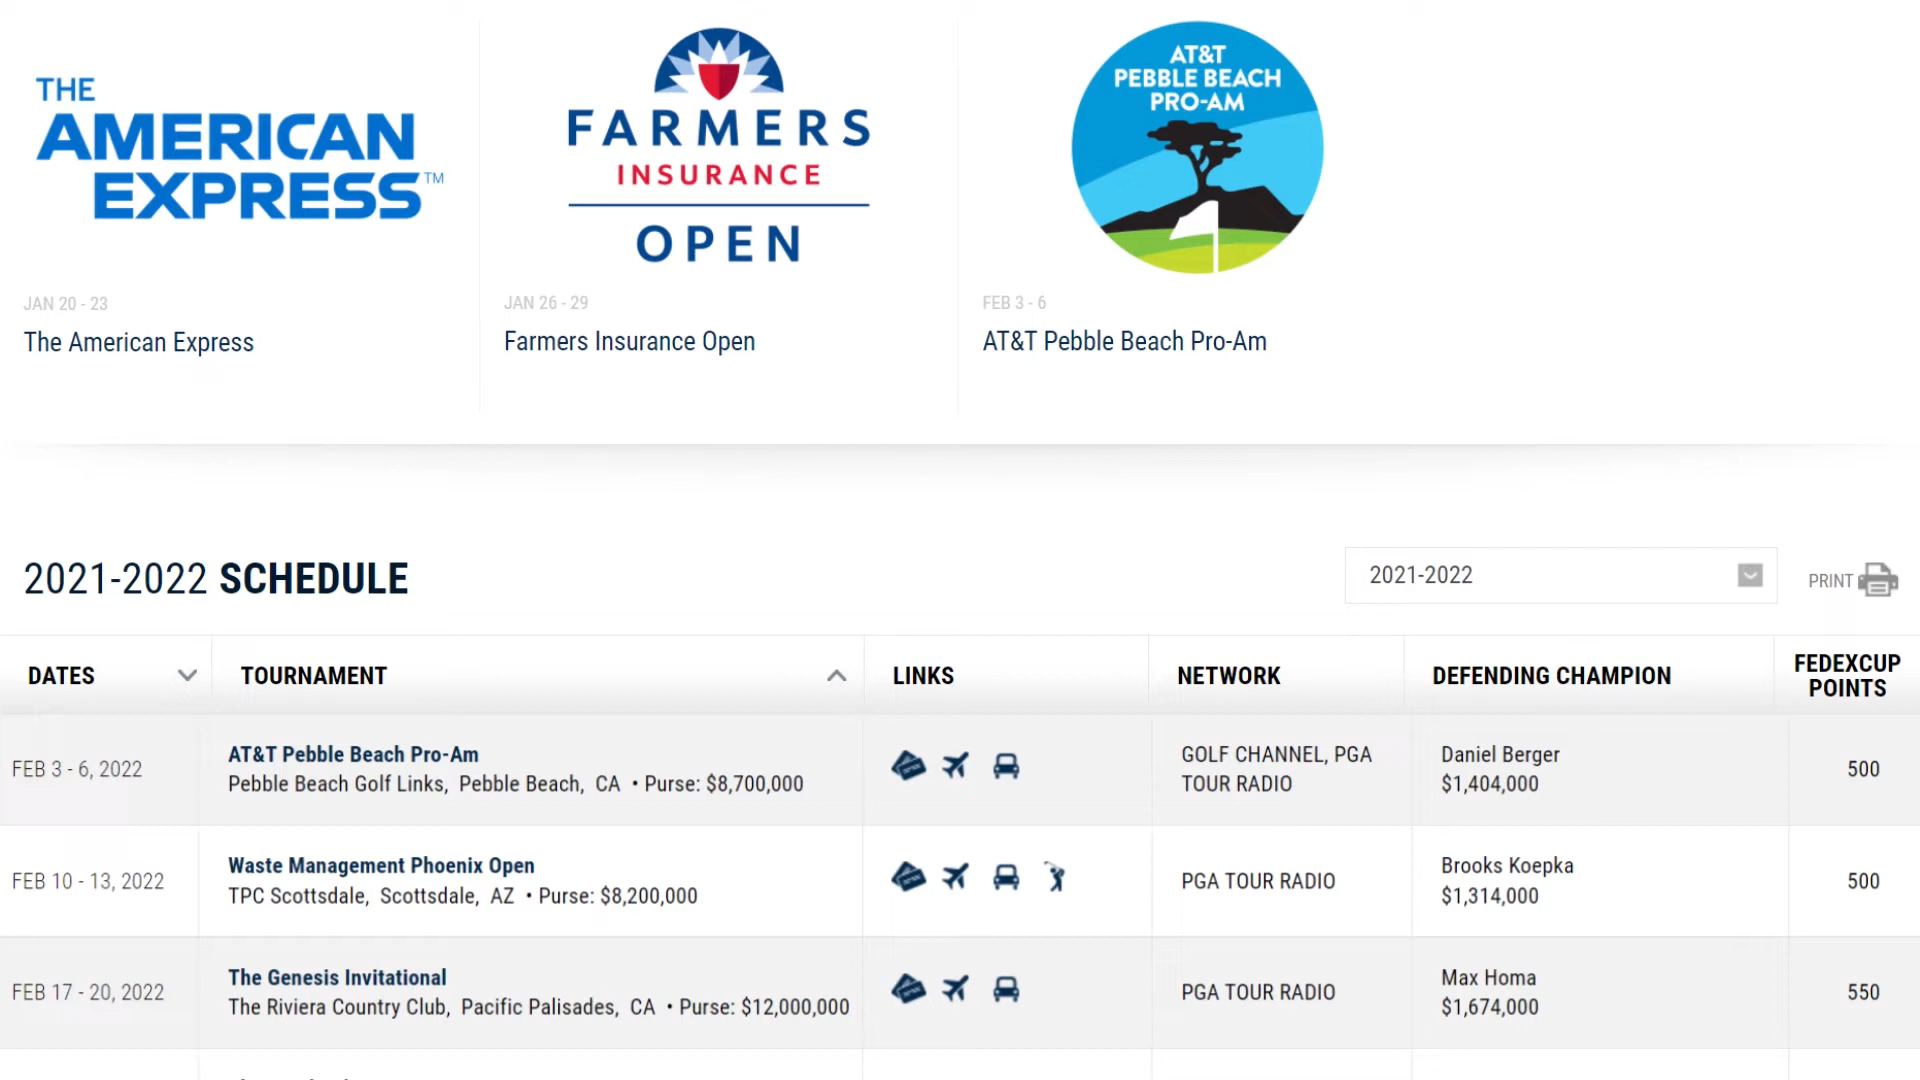 THE
AMERICAN
EXPRESS™
JAN 20 - 23
The American Express
FARMERS
INSURANCE
OPEN
JAN 26 - 29
Farmers Insurance Open
AT&T
PEBBLE BEACH
PRO-AM
FEB 3 - 6
AT&T Pebble Beach Pro-Am
2021-2022 SCHEDULE
2021-2022
PRINT
DATES
TOURNAMENT
LINKS
NETWORK
DEFENDING CHAMPION
FEDEXCUP
POINTS
FEB 3 - 6, 2022
AT&T Pebble Beach Pro-Am
Pebble Beach Golf Links, Pebble Beach, CA • Purse: $8,700,000
GOLF CHANNEL, PGA
TOUR RADIO
Daniel Berger
$1,404,000
500
FEB 10 - 13, 2022
Waste Management Phoenix Open
TPC Scottsdale, Scottsdale, AZ • Purse: $8,200,000
PGA TOUR RADIO
Brooks Koepka
$1,314,000
500
FEB 17 - 20, 2022
The Genesis Invitational
The Riviera Country Club, Pacific Palisades, CA • Purse: $12,000,000
PGA TOUR RADIO
Max Homa
$1,674,000
550